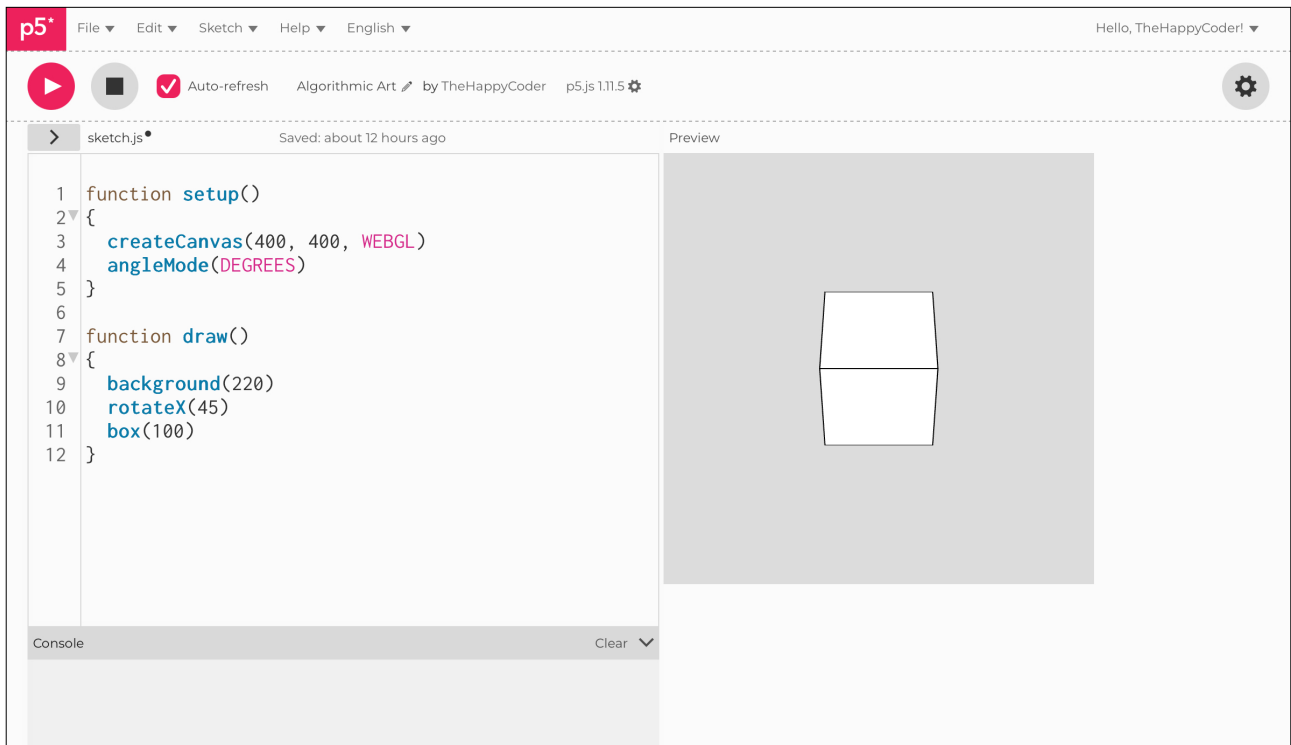 p5* File Edit Sketch Help English Hello, TheHappyCoder!
Auto-refresh Algorithmic Art by TheHappyCoder p5.js 1.11.5
sketch.js Saved: about 12 hours ago Preview
1 function setup()
2 {
3 createCanvas(400, 400, WEBGL)
4 angleMode(DEGREES)
5 }
6
7 function draw()
8 {
9 background(220)
10 rotateX(45)
11 box(100)
12 }
Console Clear